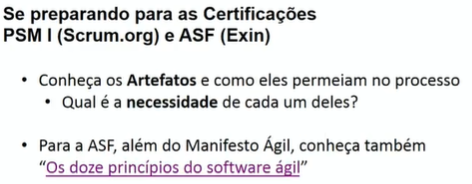 Se preparando para as Certificações
PSM I (Scrum.org) e ASF (Exin)
• Conheça os Artefatos e como eles permeiam no processo
• Qual é a necessidade de cada um deles?
• Para a ASF, além do Manifesto Ágil, conheça também
“Os doze princípios do software ágil”